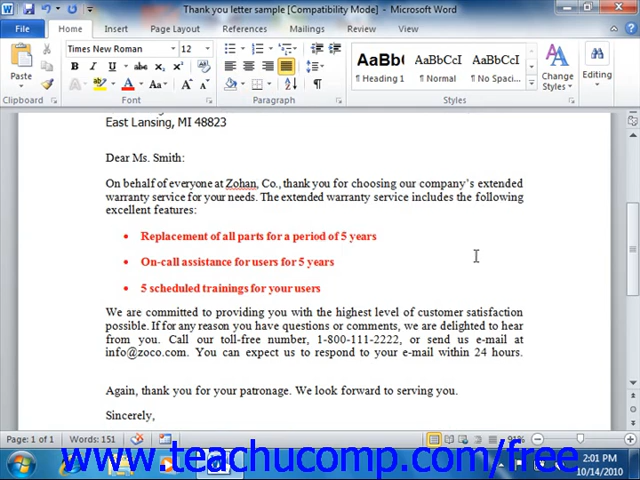 Thank you letter sample [Compatibility Mode] - Microsoft Word
File Home Insert Page Layout References Mailings Review View
Times New Roman 12
Paste
B I U abc
Clipboard Font Paragraph Styles Editing
AaBb( AaBbCcI AaBbCcI
¶ Heading 1 ¶ Normal ¶ No Spaci...
Change Styles
East Lansing, MI 48823
Dear Ms. Smith:
On behalf of everyone at Zohan, Co., thank you for choosing our company's extended
warranty service for your needs. The extended warranty service includes the following
excellent features:
• Replacement of all parts for a period of 5 years
• On-call assistance for users for 5 years
• 5 scheduled trainings for your users
We are committed to providing you with the highest level of customer satisfaction
possible. If for any reason you have questions or comments, we are delighted to hear
from you. Call our toll-free number, 1-800-111-2222, or send us e-mail at
info@zoco.com. You can expect us to respond to your e-mail within 24 hours.
Again, thank you for your patronage. We look forward to serving you.
Sincerely,
Page: 1 of 1 Words: 151 91%
www.teachucomp.com/free
2:01 PM
10/14/2010